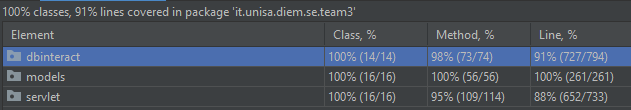 100% classes, 91% lines covered in package 'it.unisa.diem.se.team3'
Element Class, % Method, % Line, %
dbinteract 100% (14/14) 98% (73/74) 91% (727/794)
models 100% (16/16) 100% (56/56) 100% (261/261)
servlet 100% (16/16) 95% (109/114) 88% (652/733)